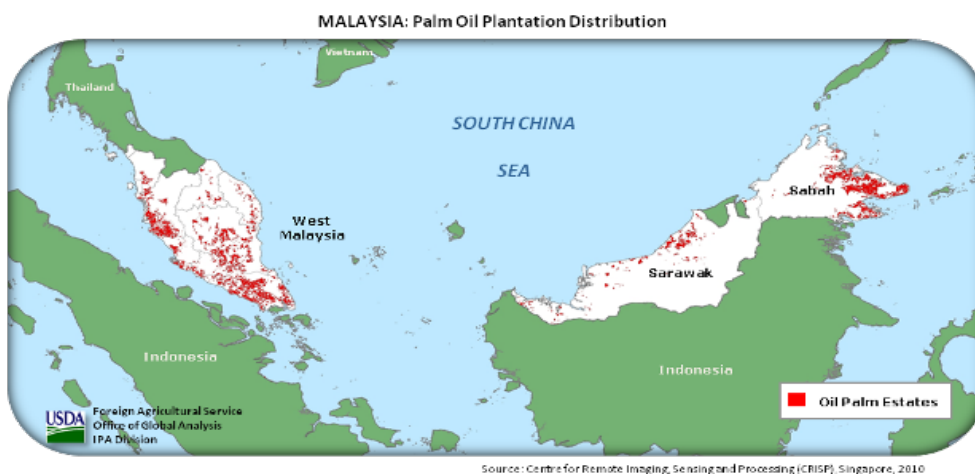 MALAYSIA: Palm Oil Plantation Distribution
Vietnam
Thailand
SOUTH CHINA
SEA
Sabah
West
Malaysia
Sarawak
Indonesia
Indonesia
Oil Palm Estates
USDA
Foreign Agricultural Service
Office of Global Analysis
IPA Division
Source: Centre for Remote Imaging, Sensing and Processing (CRISP), Singapore, 2010